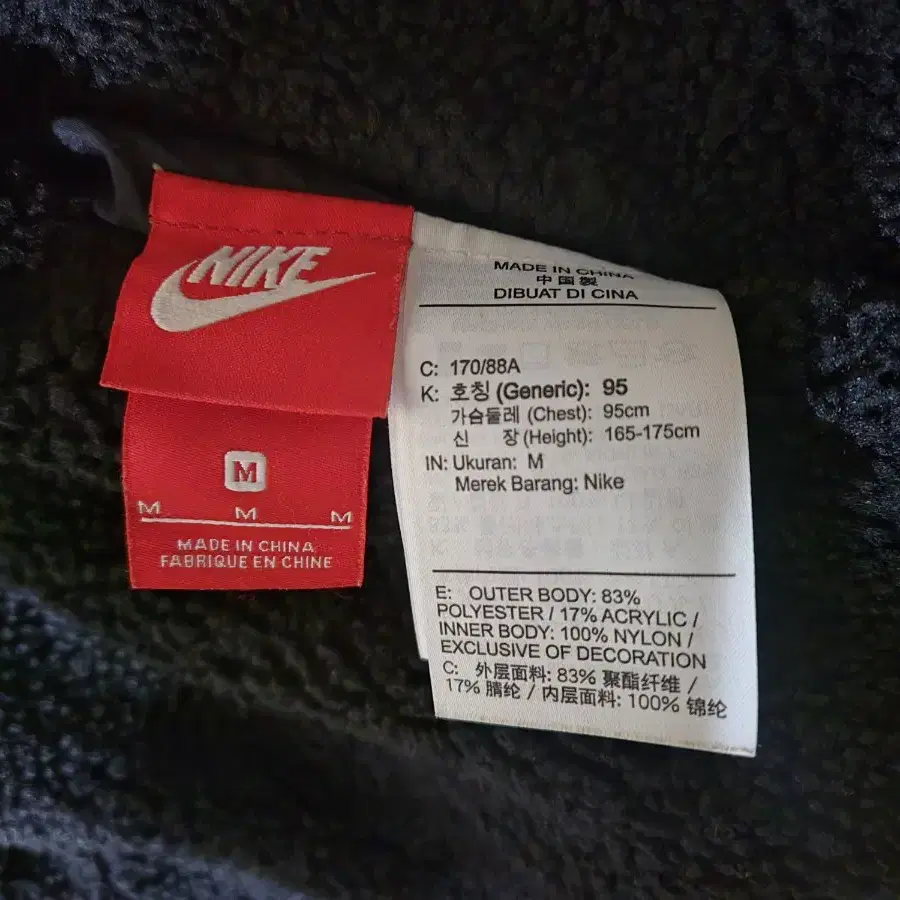 NIKE
M
M M M
MADE IN CHINA
FABRIQUE EN CHINE
MADE IN CHINA
中国製
DIBUAT DI CINA
C: 170/88A
K: 호칭 (Generic): 95
가슴둘레 (Chest): 95cm
신 장 (Height): 165-175cm
IN: Ukuran: M
Merek Barang: Nike
E: OUTER BODY: 83%
POLYESTER / 17% ACRYLIC /
INNER BODY: 100% NYLON /
EXCLUSIVE OF DECORATION
C: 外层面料: 83% 聚酯纤维 /
17% 腈纶 / 内层面料: 100% 锦纶